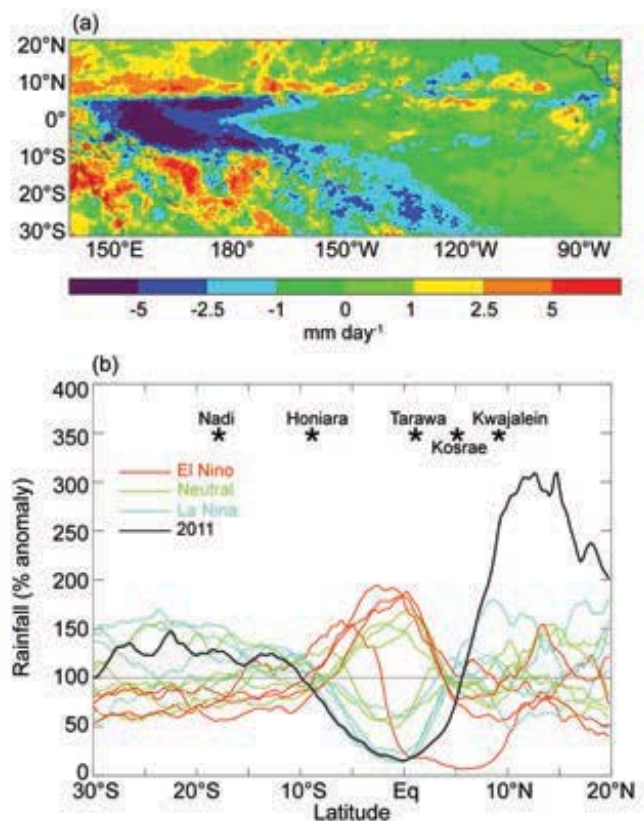 (a)
20°N
10°N
0°
10°S
20°S
30°S
150°E 180° 150°W 120°W 90°W
-5 -2.5 -1 0 1 2.5 5
mm day-1
(b)
400
350
300
250
200
150
100
50
0
Rainfall (% anomaly)
Nadi Honiara Tarawa Kwajalein
Kosrae
El Nino
Neutral
La Nina
2011
30°S 20°S 10°S Eq 10°N 20°N
Latitude